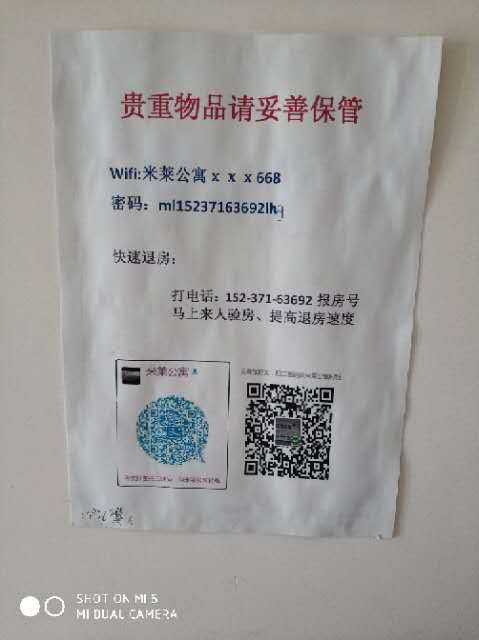 贵重物品请妥善保管
Wifi:米莱公寓 x x x 668
密码：ml15237163692lh
快速退房：
打电话：152-371-63692 报房号
马上来人验房、提高退房速度
米莱公寓
SHOT ON MI 5
MI DUAL CAMERA